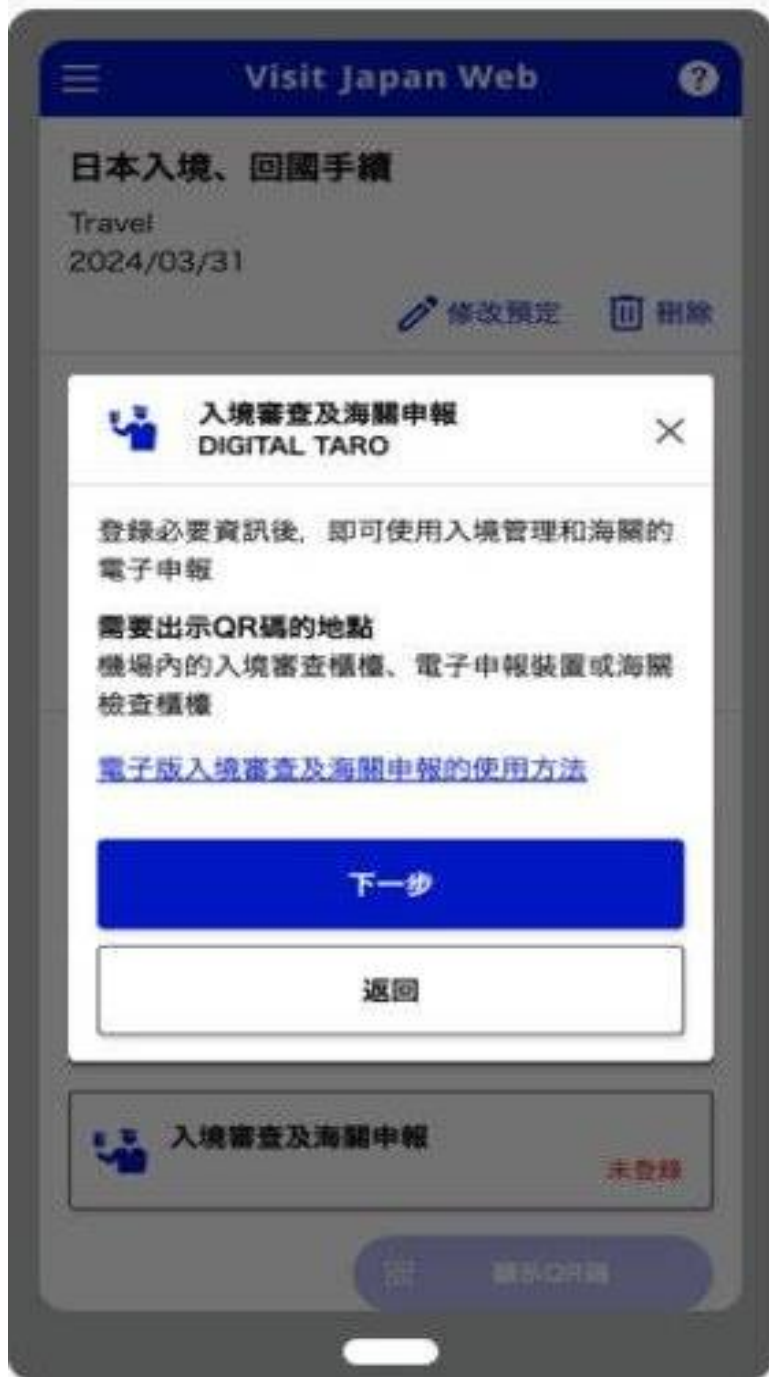 Visit Japan Web
?
日本入境、回國手續
Travel
2024/03/31
修改預定 刪除
入境審查及海關申報
DIGITAL TARO
登錄必要資訊後，即可使用入境管理和海關的
電子申報
需要出示QR碼的地點
機場內的入境審查櫃檯、電子申報裝置或海關
檢查櫃檯
電子版入境審查及海關申報的使用方法
下一步
返回
入境審查及海關申報
未登錄
顯示QR碼